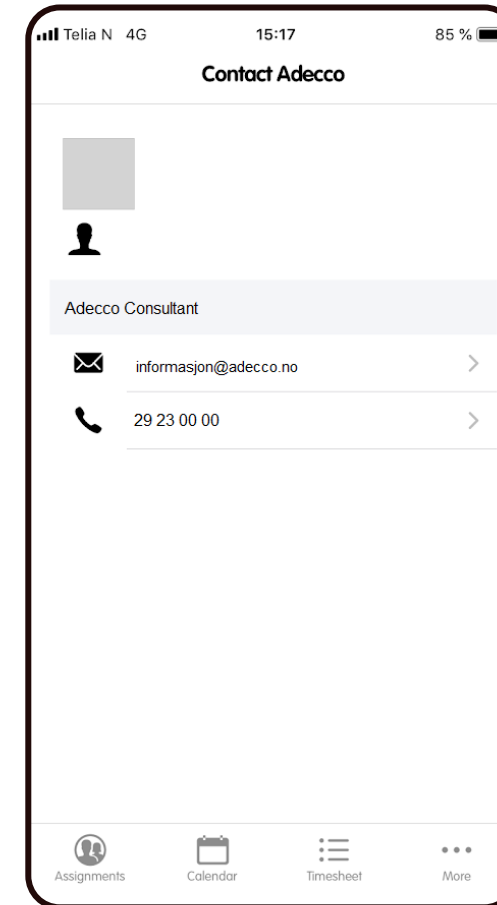 Telia N 4G 15:17 85 %
Contact Adecco
Adecco Consultant
informasjon@adecco.no
29 23 00 00
Assignments Calendar Timesheet More